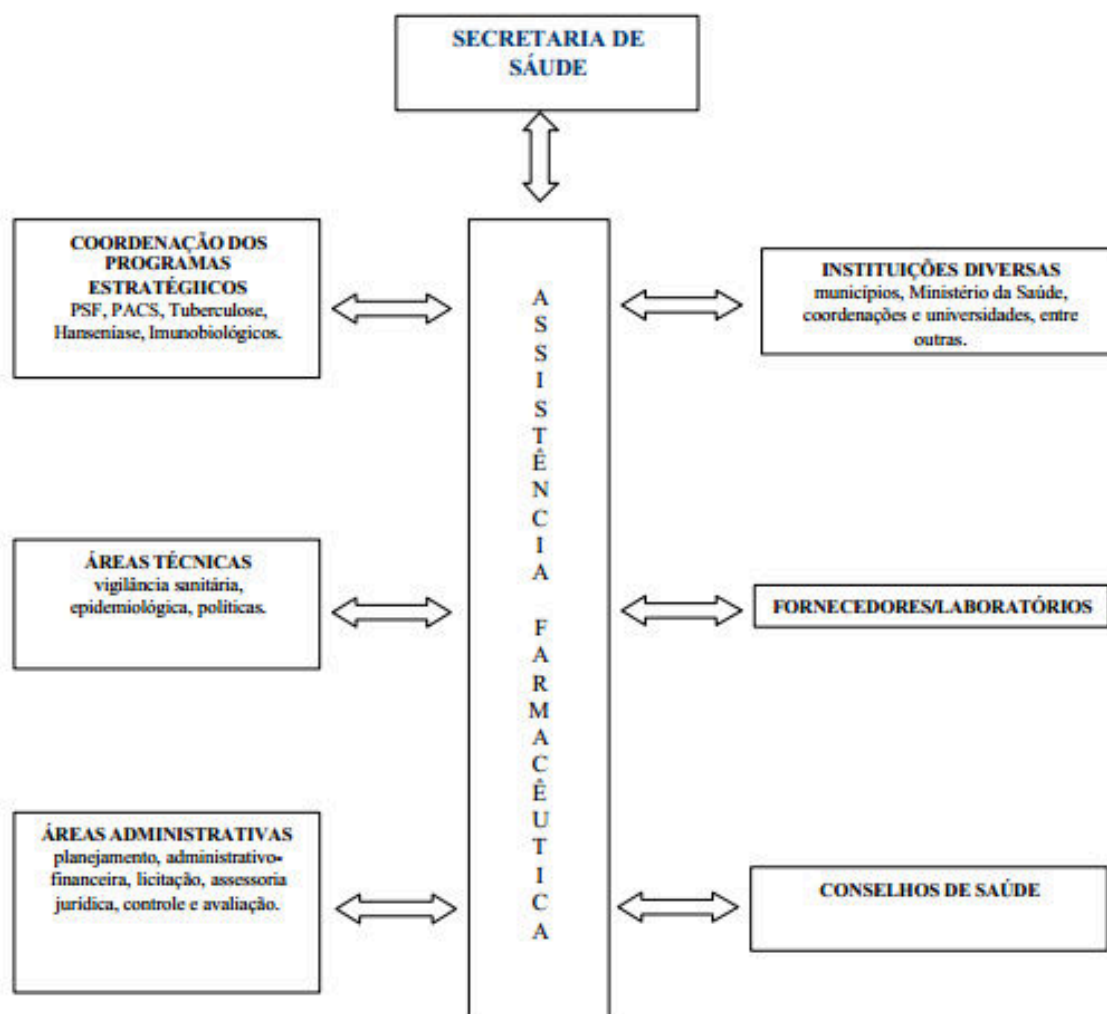 SECRETARIA DE
SÁUDE
COORDENAÇÃO DOS
PROGRAMAS
ESTRATÉGIICOS
PSF, PACS, Tuberculose,
Hanseníase, Imunobiológicos.
INSTITUIÇÕES DIVERSAS
municípios, Ministério da Saúde,
coordenações e universidades, entre
outras.
ASSISTÊNCIA FARMACÊUTICA
ÁREAS TÉCNICAS
vigilância sanitária,
epidemiológica, políticas.
FORNECEDORES/LABORATÓRIOS
ÁREAS ADMINISTRATIVAS
planejamento, administrativo-
financeira, licitação, assessoria
jurídica, controle e avaliação.
CONSELHOS DE SAÚDE